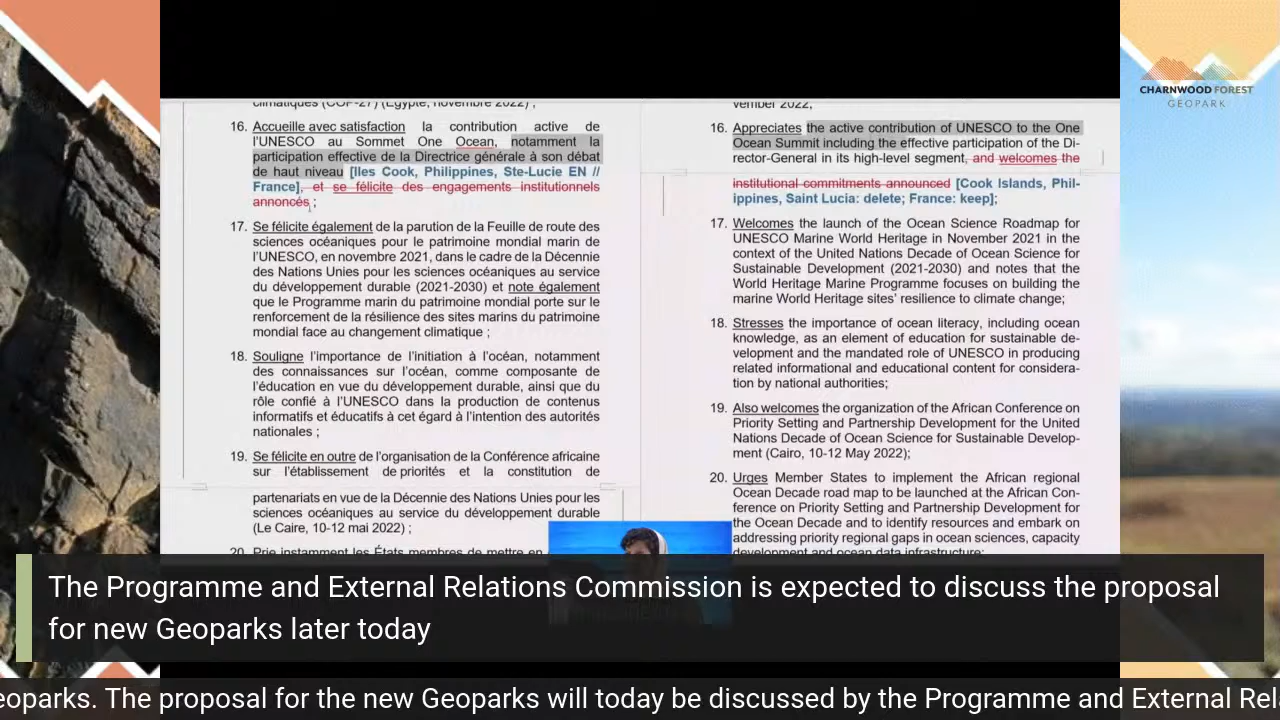 climatiques (COP-27) (Égypte, novembre 2022) ;
16. Accueille avec satisfaction la contribution active de
l'UNESCO au Sommet One Ocean, notamment la
participation effective de la Directrice générale à son débat
de haut niveau [Iles Cook, Philippines, Ste-Lucie EN //
France], et se félicite des engagements institutionnels
annoncés ;
17. Se félicite également de la parution de la Feuille de route des
sciences océaniques pour le patrimoine mondial marin de
l'UNESCO, en novembre 2021, dans le cadre de la Décennie
des Nations Unies pour les sciences océaniques au service
du développement durable (2021-2030) et note également
que le Programme marin du patrimoine mondial porte sur le
renforcement de la résilience des sites marins du patrimoine
mondial face au changement climatique ;
18. Souligne l'importance de l'initiation à l'océan, notamment
des connaissances sur l'océan, comme composante de
l'éducation en vue du développement durable, ainsi que du
rôle confié à l'UNESCO dans la production de contenus
informatifs et éducatifs à cet égard à l'intention des autorités
nationales ;
19. Se félicite en outre de l'organisation de la Conférence africaine
sur l'établissement de priorités et la constitution de
partenariats en vue de la Décennie des Nations Unies pour les
sciences océaniques au service du développement durable
(Le Caire, 10-12 mai 2022) ;
20. Prie instamment les États membres de mettre en
vember 2022;
16. Appreciates the active contribution of UNESCO to the One
Ocean Summit including the effective participation of the Di-
rector-General in its high-level segment, and welcomes the
institutional commitments announced [Cook Islands, Phil-
ippines, Saint Lucia: delete; France: keep];
17. Welcomes the launch of the Ocean Science Roadmap for
UNESCO Marine World Heritage in November 2021 in the
context of the United Nations Decade of Ocean Science for
Sustainable Development (2021-2030) and notes that the
World Heritage Marine Programme focuses on building the
marine World Heritage sites' resilience to climate change;
18. Stresses the importance of ocean literacy, including ocean
knowledge, as an element of education for sustainable de-
velopment and the mandated role of UNESCO in producing
related informational and educational content for considera-
tion by national authorities;
19. Also welcomes the organization of the African Conference on
Priority Setting and Partnership Development for the United
Nations Decade of Ocean Science for Sustainable Develop-
ment (Cairo, 10-12 May 2022);
20. Urges Member States to implement the African regional
Ocean Decade road map to be launched at the African Con-
ference on Priority Setting and Partnership Development for
the Ocean Decade and to identify resources and embark on
addressing priority regional gaps in ocean sciences, capacity
development and ocean data infrastructure;
CHARNWOOD FOREST
GEOPARK
The Programme and External Relations Commission is expected to discuss the proposal
for new Geoparks later today
eoparks. The proposal for the new Geoparks will today be discussed by the Programme and External Rel